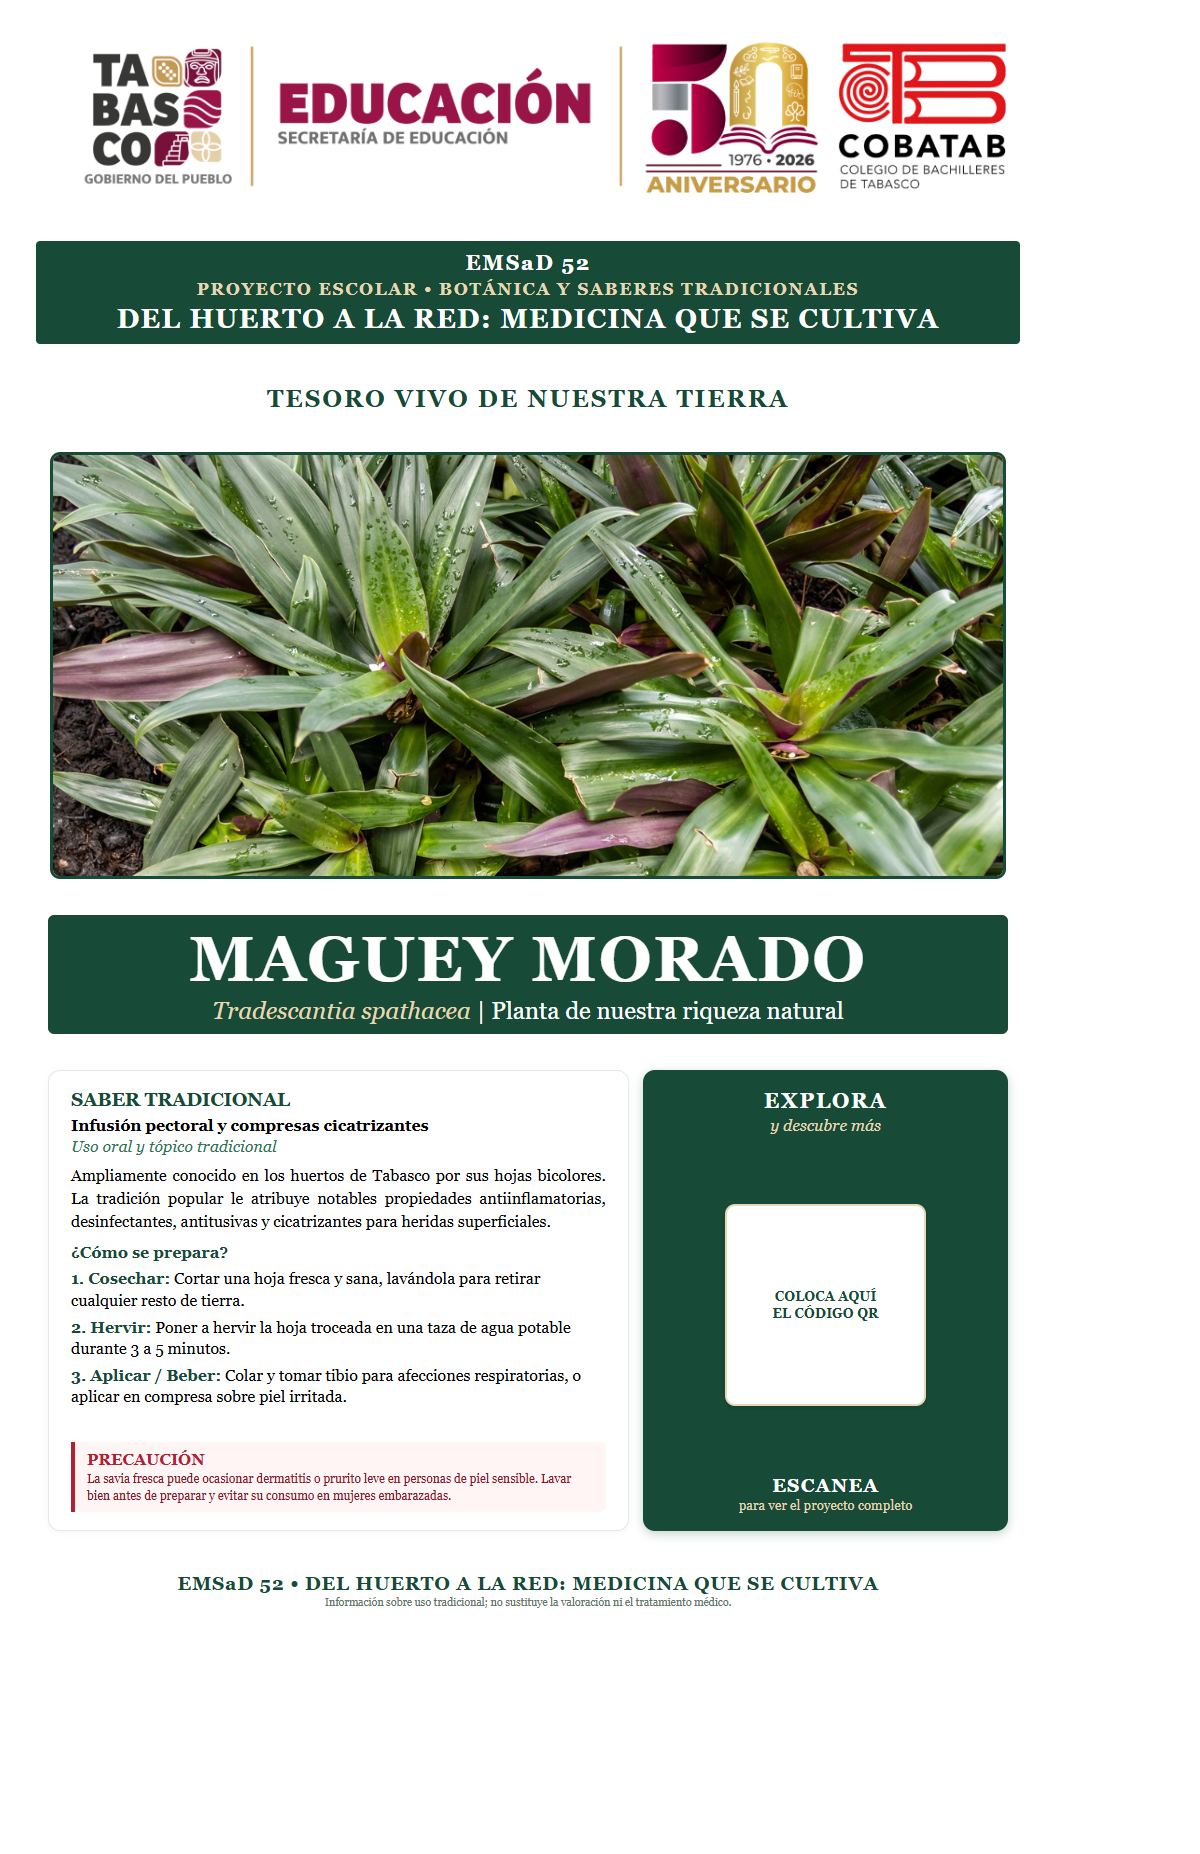 TA
BAS
CO
GOBIERNO DEL PUEBLO
EDUCACIÓN
SECRETARÍA DE EDUCACIÓN
50
1976 • 2026
ANIVERSARIO
COBATAB
COLEGIO DE BACHILLERES
DE TABASCO
EMSaD 52
PROYECTO ESCOLAR • BOTÁNICA Y SABERES TRADICIONALES
DEL HUERTO A LA RED: MEDICINA QUE SE CULTIVA
TESORO VIVO DE NUESTRA TIERRA
MAGUEY MORADO
Tradescantia spathacea | Planta de nuestra riqueza natural
SABER TRADICIONAL
Infusión pectoral y compresas cicatrizantes
Uso oral y tópico tradicional
Ampliamente conocido en los huertos de Tabasco por sus hojas bicolores.
La tradición popular le atribuye notables propiedades antiinflamatorias,
desinfectantes, antitusivas y cicatrizantes para heridas superficiales.
¿Cómo se prepara?
1. Cosechar: Cortar una hoja fresca y sana, lavándola para retirar
cualquier resto de tierra.
2. Hervir: Poner a hervir la hoja troceada en una taza de agua potable
durante 3 a 5 minutos.
3. Aplicar / Beber: Colar y tomar tibio para afecciones respiratorias, o
aplicar en compresa sobre piel irritada.
PRECAUCIÓN
La savia fresca puede ocasionar dermatitis o prurito leve en personas de piel sensible. Lavar
bien antes de preparar y evitar su consumo en mujeres embarazadas.
EXPLORA
y descubre más
COLOCA AQUÍ
EL CÓDIGO QR
ESCANEA
para ver el proyecto completo
EMSaD 52 • DEL HUERTO A LA RED: MEDICINA QUE SE CULTIVA
Información sobre uso tradicional; no sustituye la valoración ni el tratamiento médico.